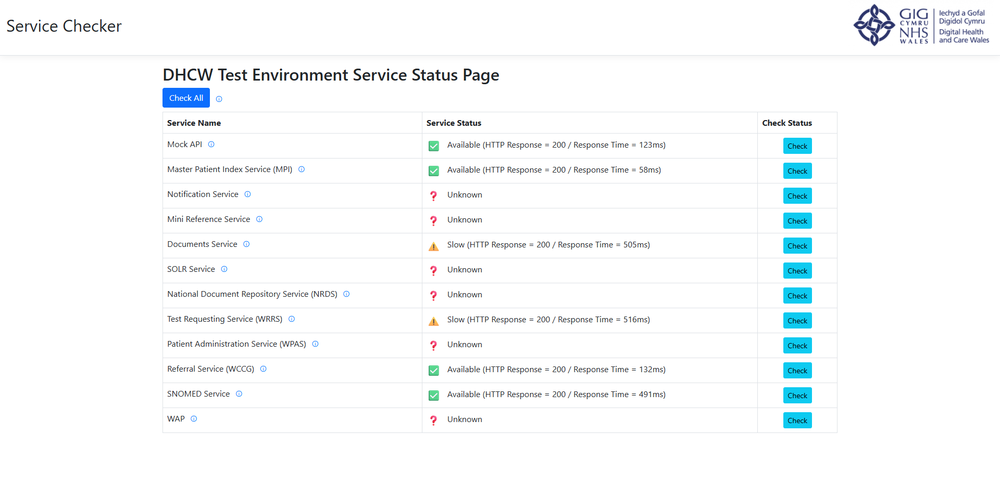 Service Checker
GIG
CYMRU
NHS
WALES
Iechyd a Gofal
Digidol Cymru
Digital Health
and Care Wales
DHCW Test Environment Service Status Page
Check All
Service Name Service Status Check Status
Mock API Available (HTTP Response = 200 / Response Time = 123ms) Check
Master Patient Index Service (MPI) Available (HTTP Response = 200 / Response Time = 58ms) Check
Notification Service Unknown Check
Mini Reference Service Unknown Check
Documents Service Slow (HTTP Response = 200 / Response Time = 505ms) Check
SOLR Service Unknown Check
National Document Repository Service (NRDS) Unknown Check
Test Requesting Service (WRRS) Slow (HTTP Response = 200 / Response Time = 516ms) Check
Patient Administration Service (WPAS) Unknown Check
Referral Service (WCCG) Available (HTTP Response = 200 / Response Time = 132ms) Check
SNOMED Service Available (HTTP Response = 200 / Response Time = 491ms) Check
WAP Unknown Check